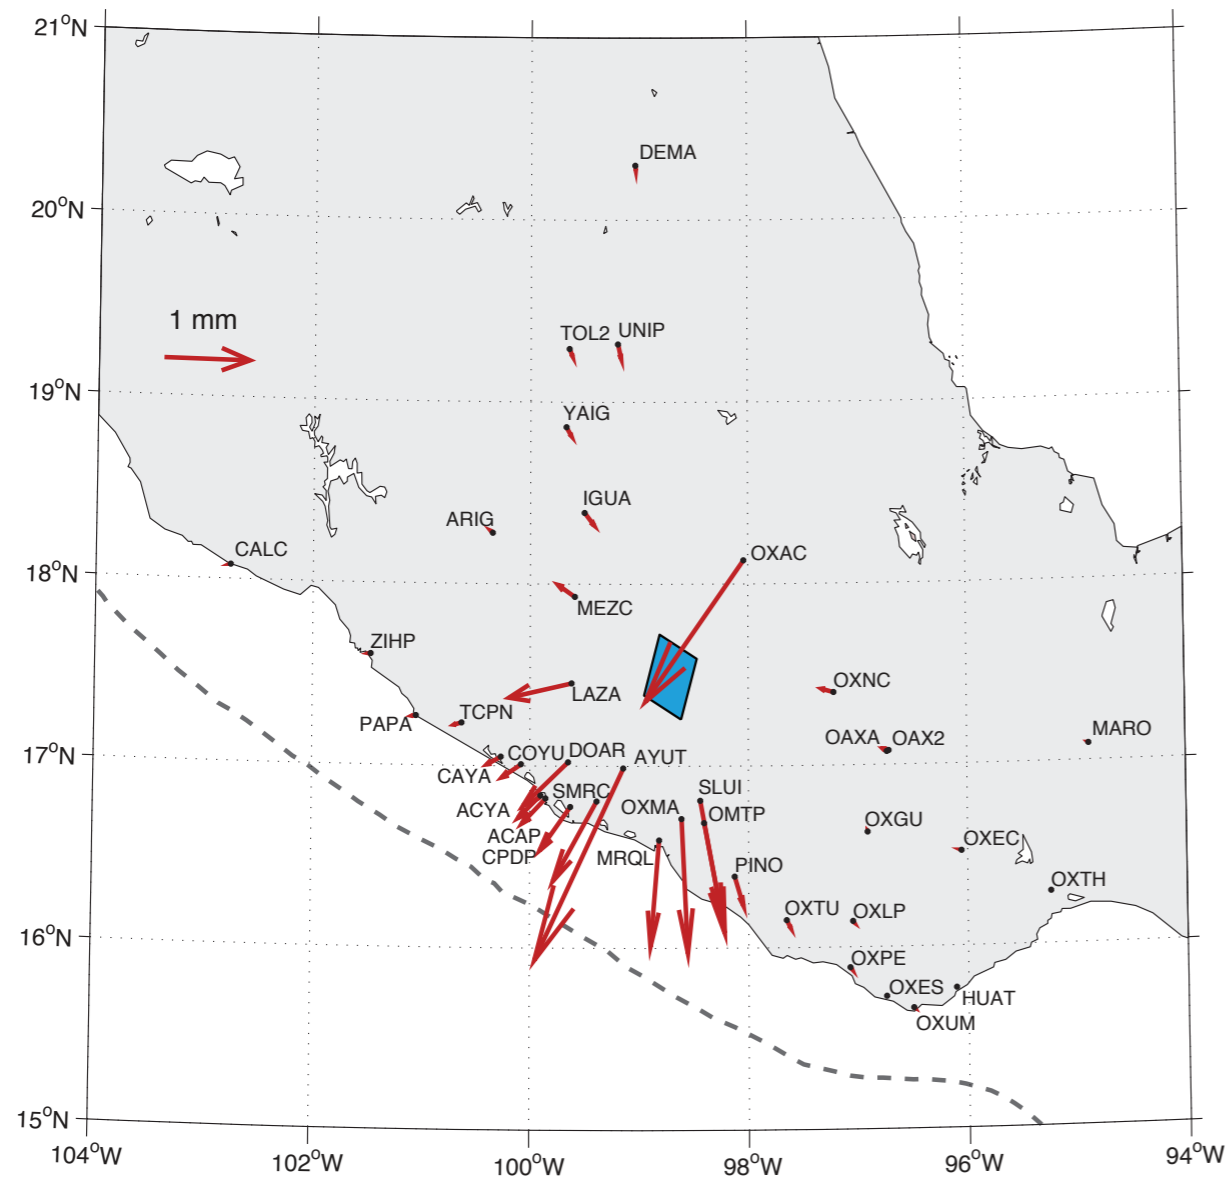 21°N
DEMA
20°N
1 mm
TOL2 UNIP
19°N
YAIG
IGUA
ARIG
CALC
OXAC
18°N
MEZC
ZIHP
OXNC
LAZA
TCPN
PAPA
MARO
OXAA OAX2
17°N
COYU DOAR AYUT
CAYA
SLUI
SMRC
OXMA OMTP
ACYA
OXGU
ACAP
OXEC
CPDP
MRQL
PINO
OXTH
OXTU OXLP
16°N
OXPE
OXES
HUAT
OXUM
15°N
104°W 102°W 100°W 98°W 96°W 94°W